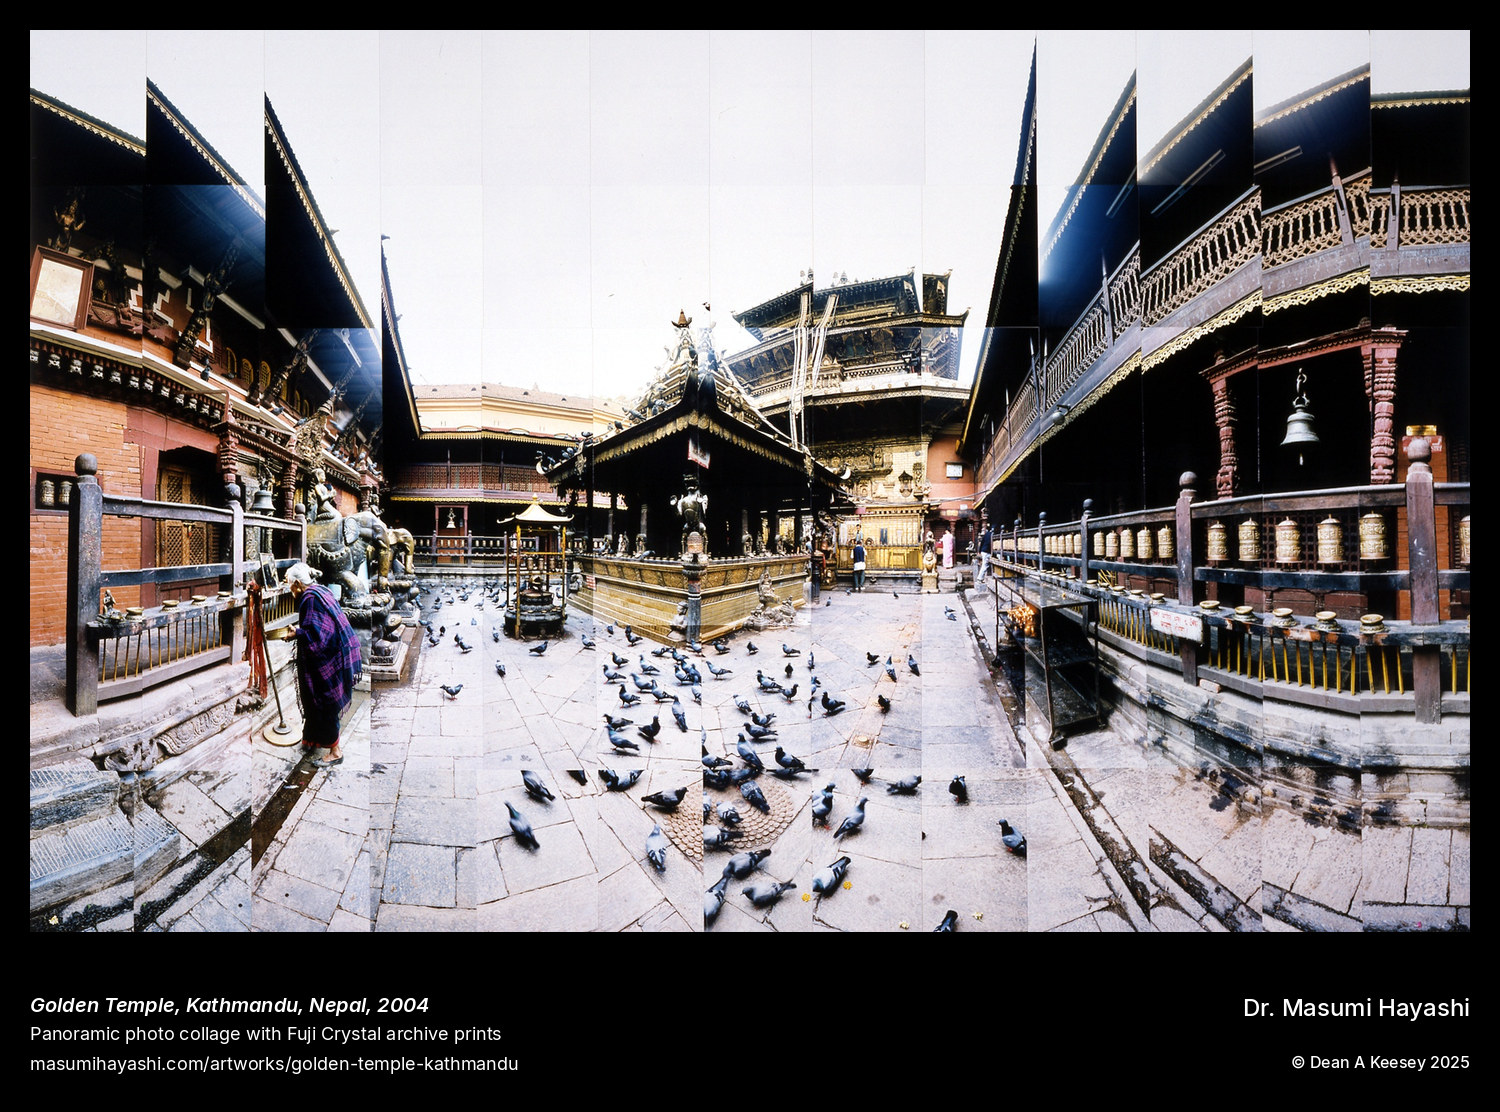 Golden Temple, Kathmandu, Nepal, 2004
Panoramic photo collage with Fuji Crystal archive prints
masumihayashi.com/artworks/golden-temple-kathmandu
Dr. Masumi Hayashi
© Dean A Keesey 2025